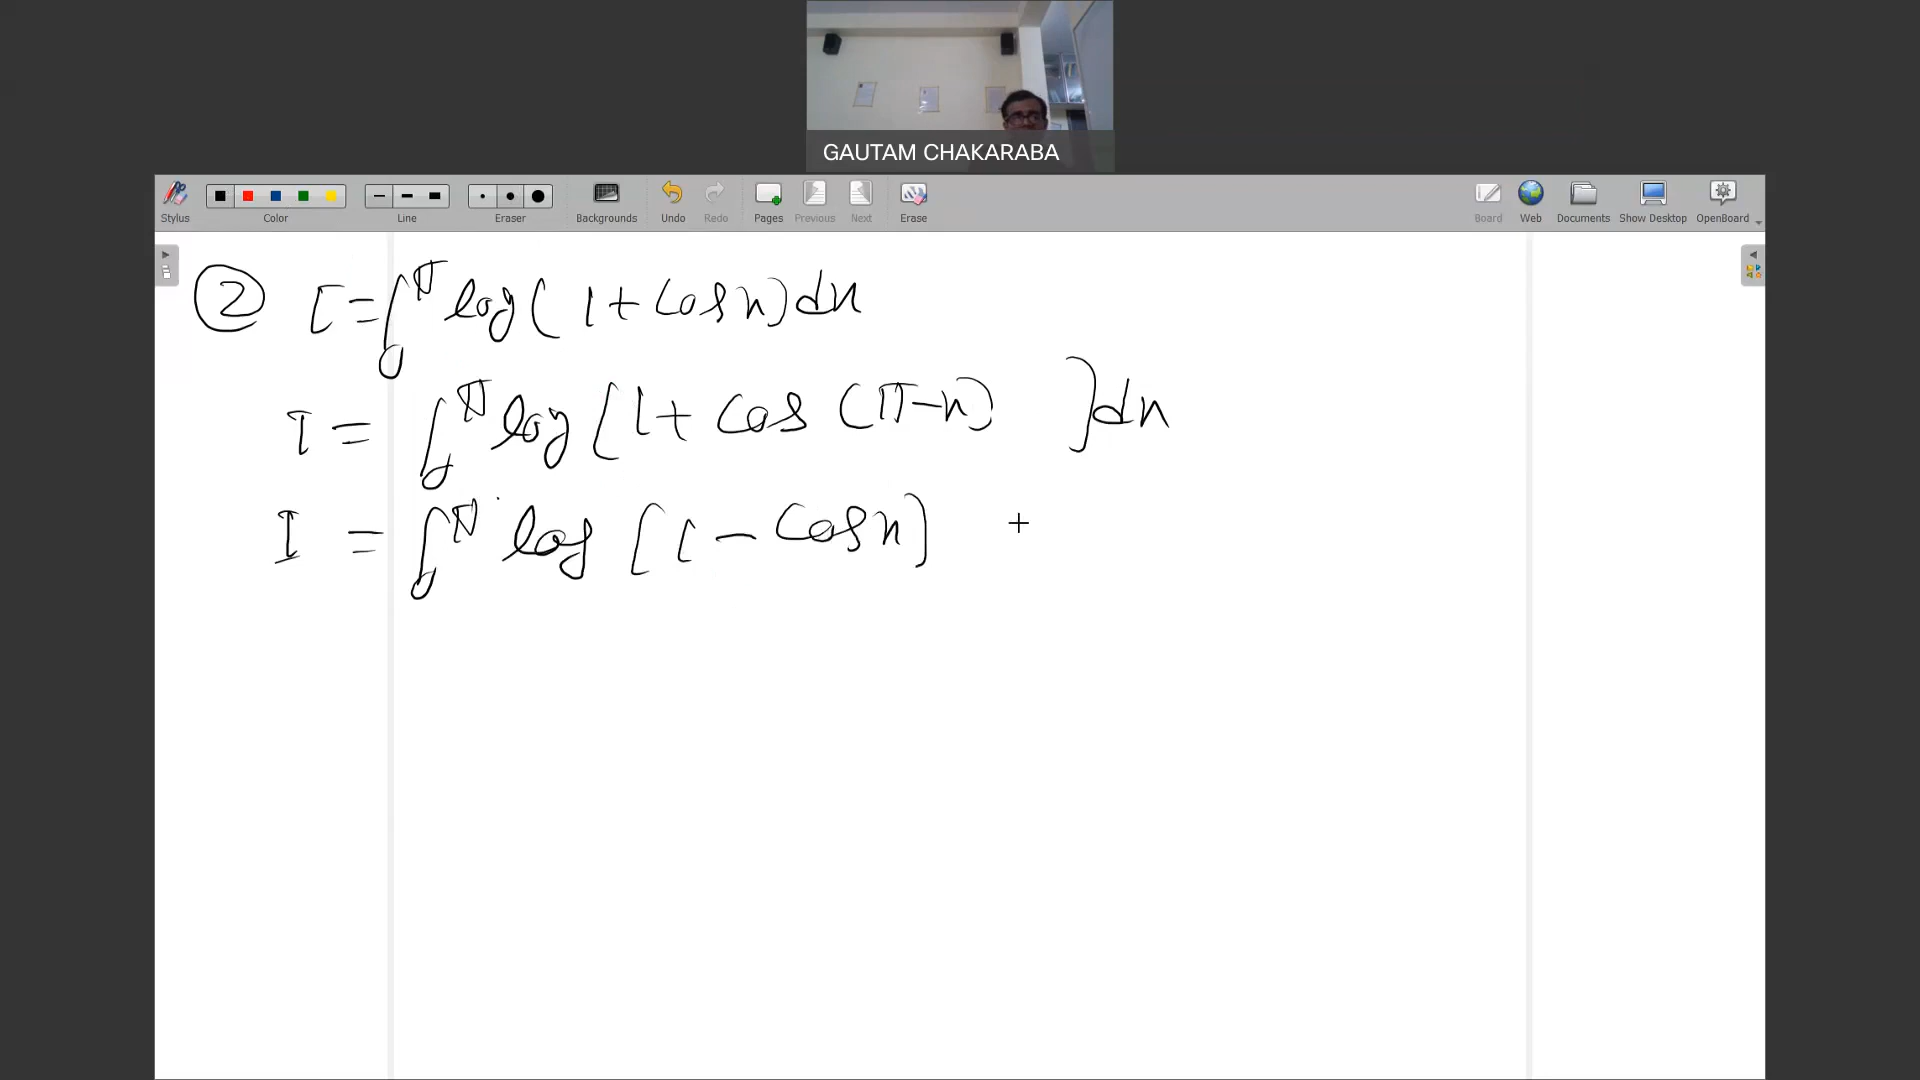 GAUTAM CHAKARABA
Stylus Color Line Eraser Backgrounds Undo Redo Pages Previous Next Erase Board Web Documents Show Desktop OpenBoard
② I = ∫₀^π log(1 + cos x) dx
I = ∫₀^π log[1 + cos (π - x) ] dx
I = ∫₀^π log [1 - cos x]